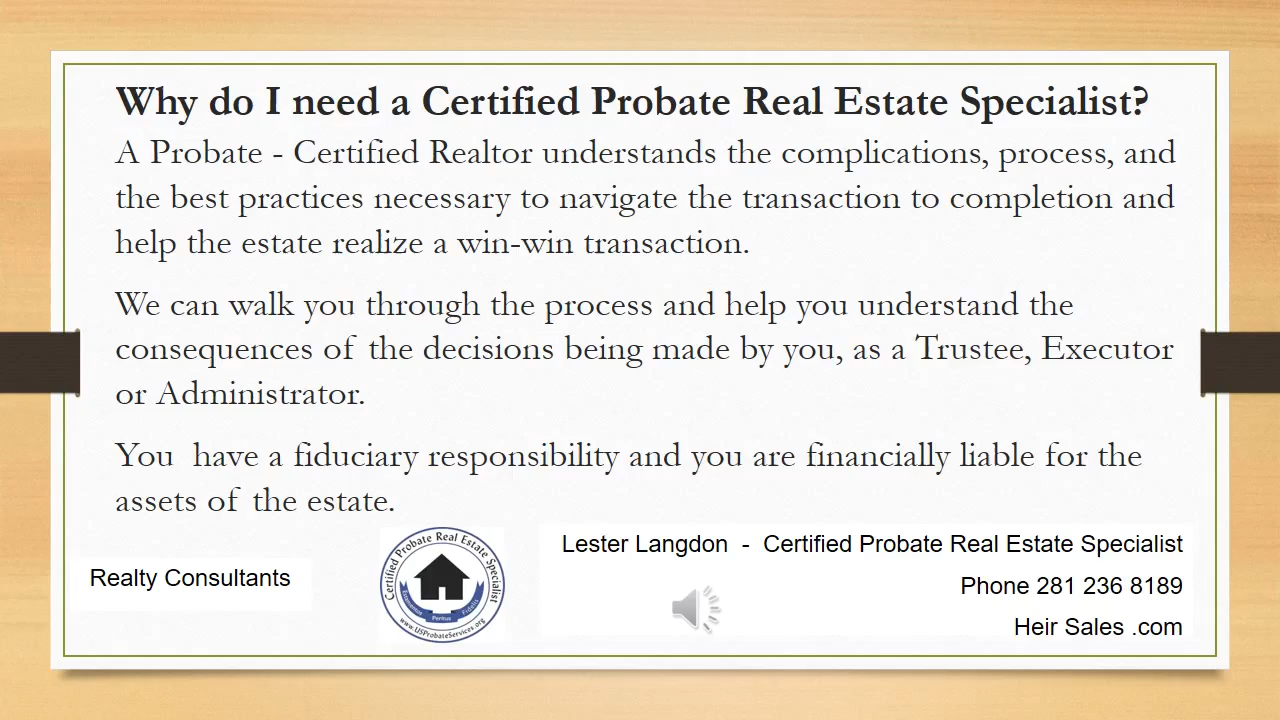 Why do I need a Certified Probate Real Estate Specialist?
A Probate - Certified Realtor understands the complications, process, and
the best practices necessary to navigate the transaction to completion and
help the estate realize a win-win transaction.
We can walk you through the process and help you understand the
consequences of the decisions being made by you, as a Trustee, Executor
or Administrator.
You have a fiduciary responsibility and you are financially liable for the
assets of the estate.
Realty Consultants
Certified Probate Real Estate Specialist
Peritus
Fidelis
www.USProbateServices.org
Lester Langdon - Certified Probate Real Estate Specialist
Phone 281 236 8189
Heir Sales .com